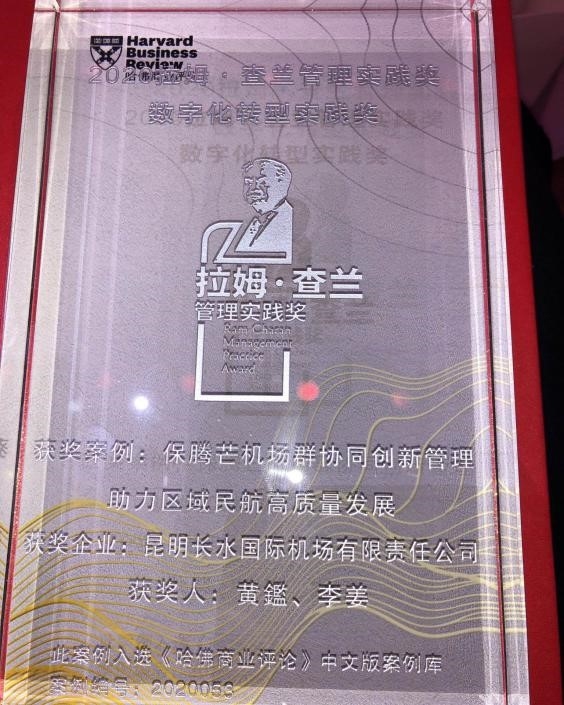 Harvard
Business
Review
哈佛商业评论
2020拉姆·查兰管理实践奖
数字化转型实践奖
拉姆·查兰
管理实践奖
Ram Charan
Management
Practice
Award
获奖案例：保腾芒机场群协同创新管理
助力区域民航高质量发展
获奖企业：昆明长水国际机场有限责任公司
获奖人：黄鑑、李姜
此案例入选《哈佛商业评论》中文版案例库
案例编号：2020053